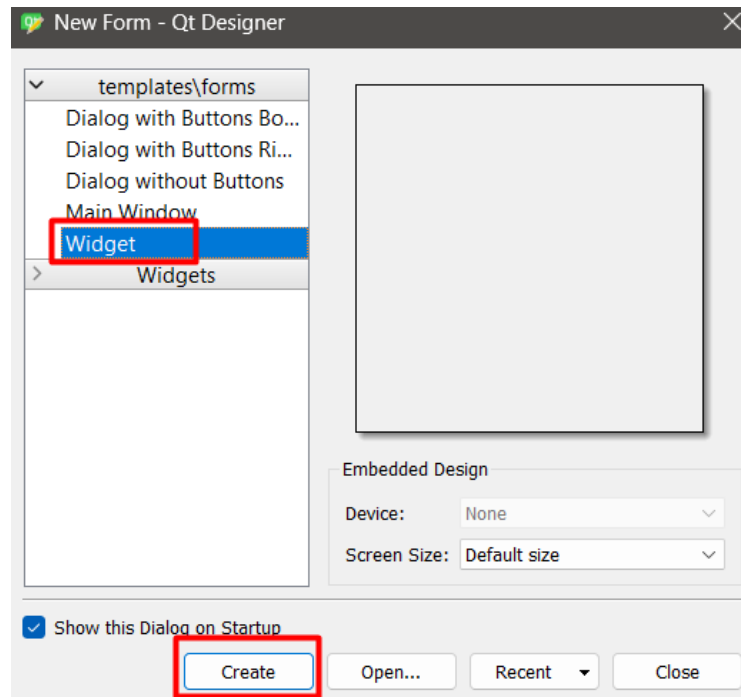 New Form - Qt Designer
templates\forms
Dialog with Buttons Bo...
Dialog with Buttons Ri...
Dialog without Buttons
Main Window
Widget
Widgets
Embedded Design
Device: None
Screen Size: Default size
Show this Dialog on Startup
Create Open... Recent Close